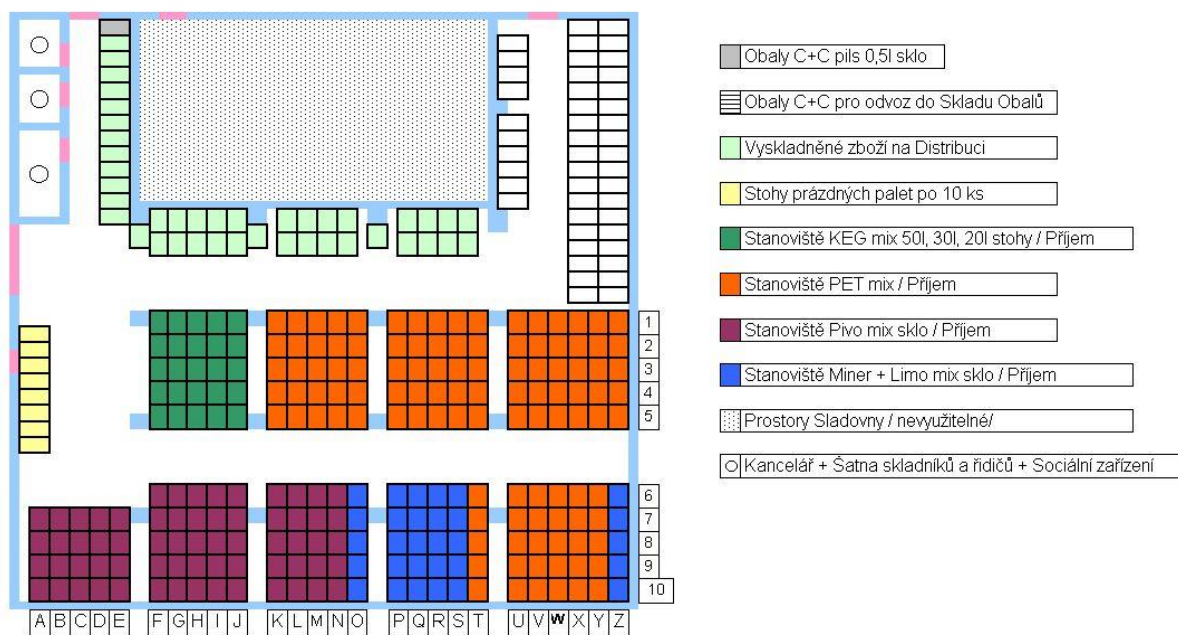 Obaly C+C pils 0,5l sklo
Obaly C+C pro odvoz do Skladu Obalů
Vyskladněné zboží na Distribuci
Stohy prázdných palet po 10 ks
Stanoviště KEG mix 50l, 30l, 20l stohy / Příjem
Stanoviště PET mix / Příjem
Stanoviště Pivo mix sklo / Příjem
Stanoviště Miner + Limo mix sklo / Příjem
Prostory Sladovny / nevyužitelné/
Kancelář + Šatna skladníků a řidičů + Sociální zařízení
1
2
3
4
5
6
7
8
9
10
A B C D E F G H I J K L M N O P Q R S T U V W X Y Z